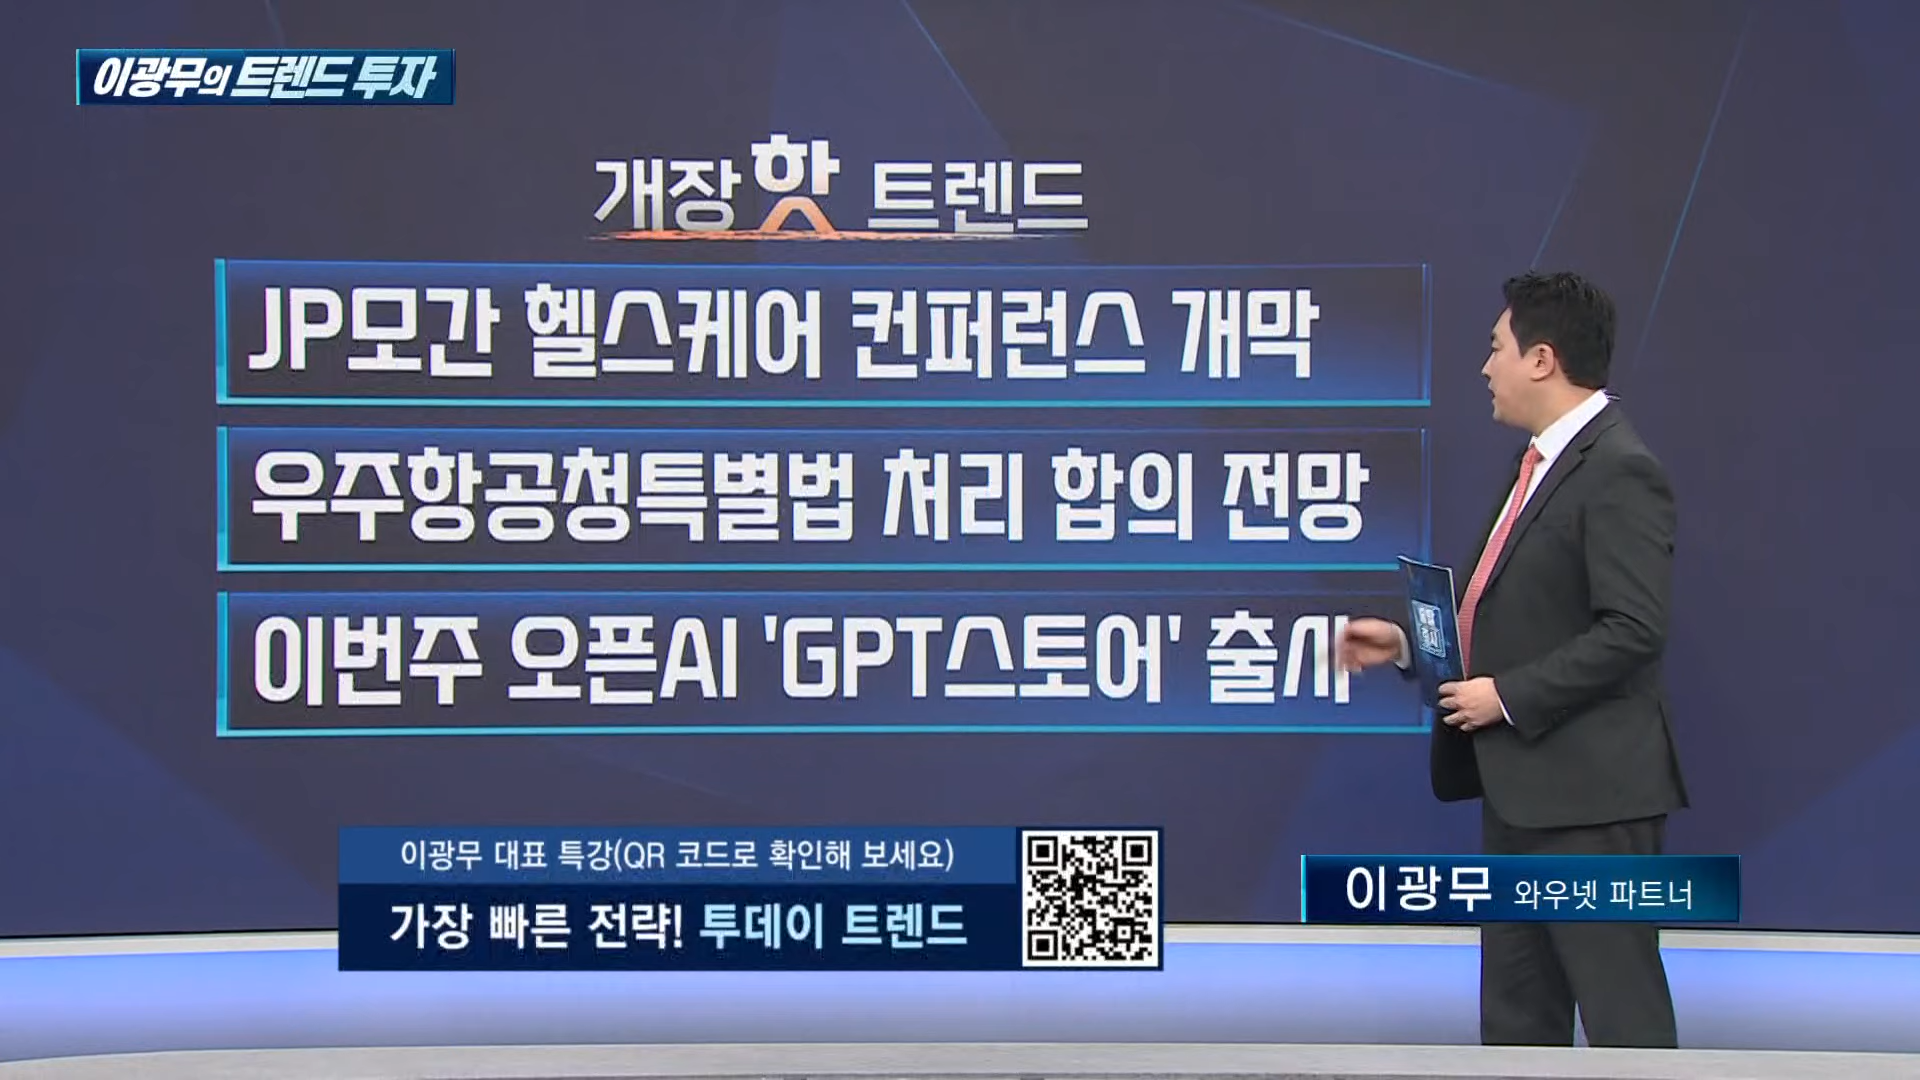 이광무의 트렌드 투자
개장 핫 트렌드
JP모간 헬스케어 컨퍼런스 개막
우주항공청특별법 처리 합의 전망
이번주 오픈AI 'GPT스토어' 출시
이광무 대표 특강(QR 코드로 확인해 보세요)
가장 빠른 전략! 투데이 트렌드
이광무 와우넷 파트너